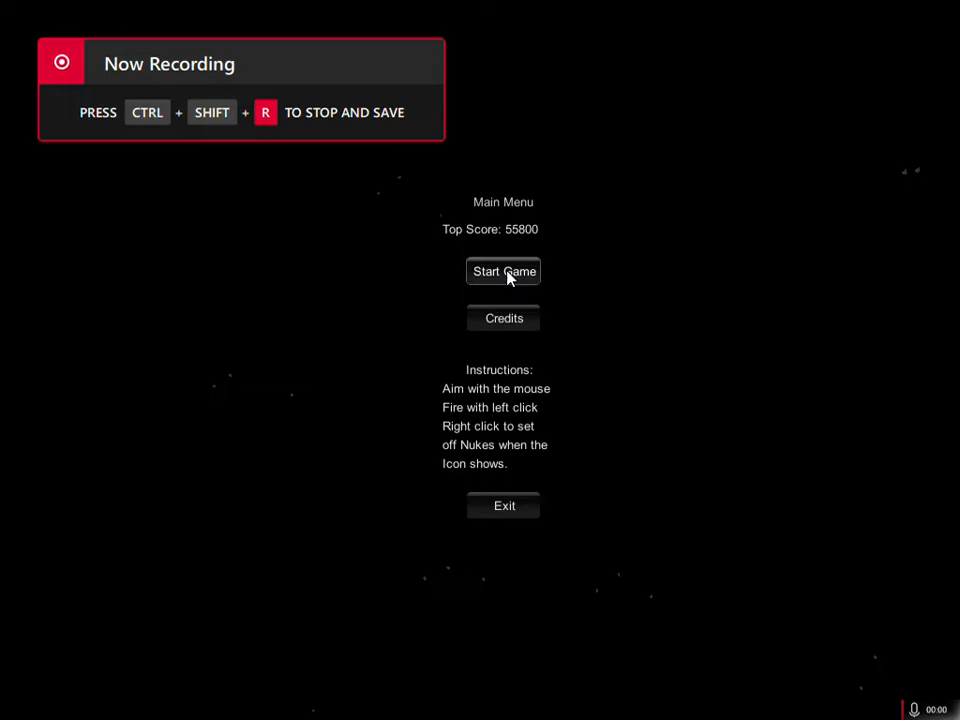 Now Recording
PRESS CTRL + SHIFT + R TO STOP AND SAVE
Main Menu
Top Score: 55800
Start Game
Credits
Instructions:
Aim with the mouse
Fire with left click
Right click to set
off Nukes when the
Icon shows.
Exit
00:00